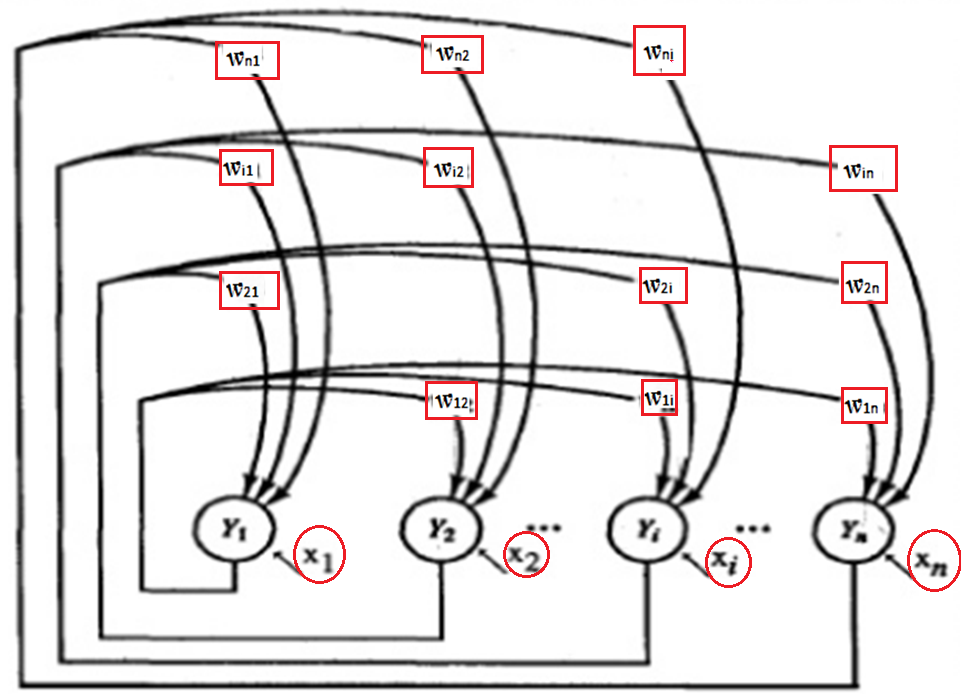 wn1 wn2 wni
wi1 wi2 win
w21 w2i w2n
w12 w1i w1n
Y1 Y2 ... Yi ... Yn
x1 x2 xi xn